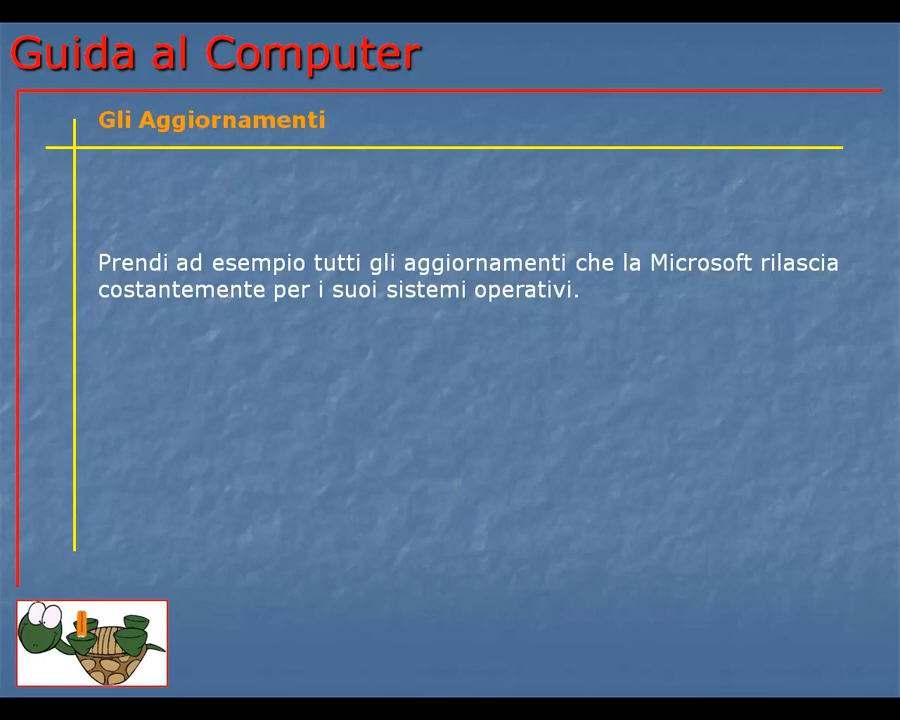 Guida al Computer
Gli Aggiornamenti
Prendi ad esempio tutti gli aggiornamenti che la Microsoft rilascia
costantemente per i suoi sistemi operativi.